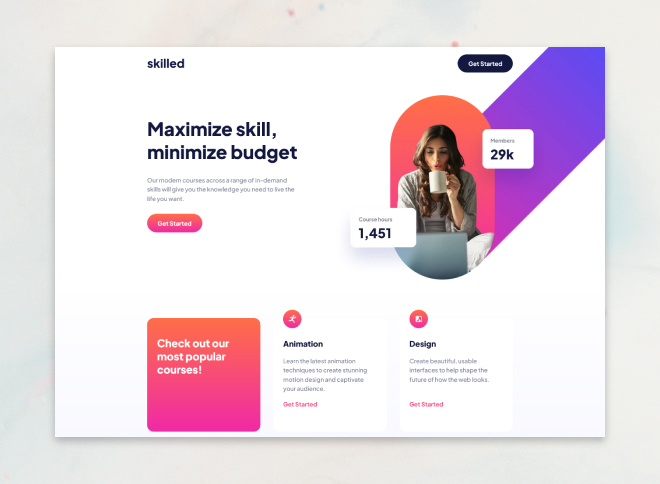 skilled
Get Started
Maximize skill,
minimize budget
Our modern courses across a range of in-demand
skills will give you the knowledge you need to live the
life you want.
Get Started
Members
29k
Course hours
1,451
Check out our
most popular
courses!
Animation
Learn the latest animation
techniques to create stunning
motion design and captivate
your audience.
Get Started
Design
Create beautiful, usable
interfaces to help shape the
future of how the web looks.
Get Started